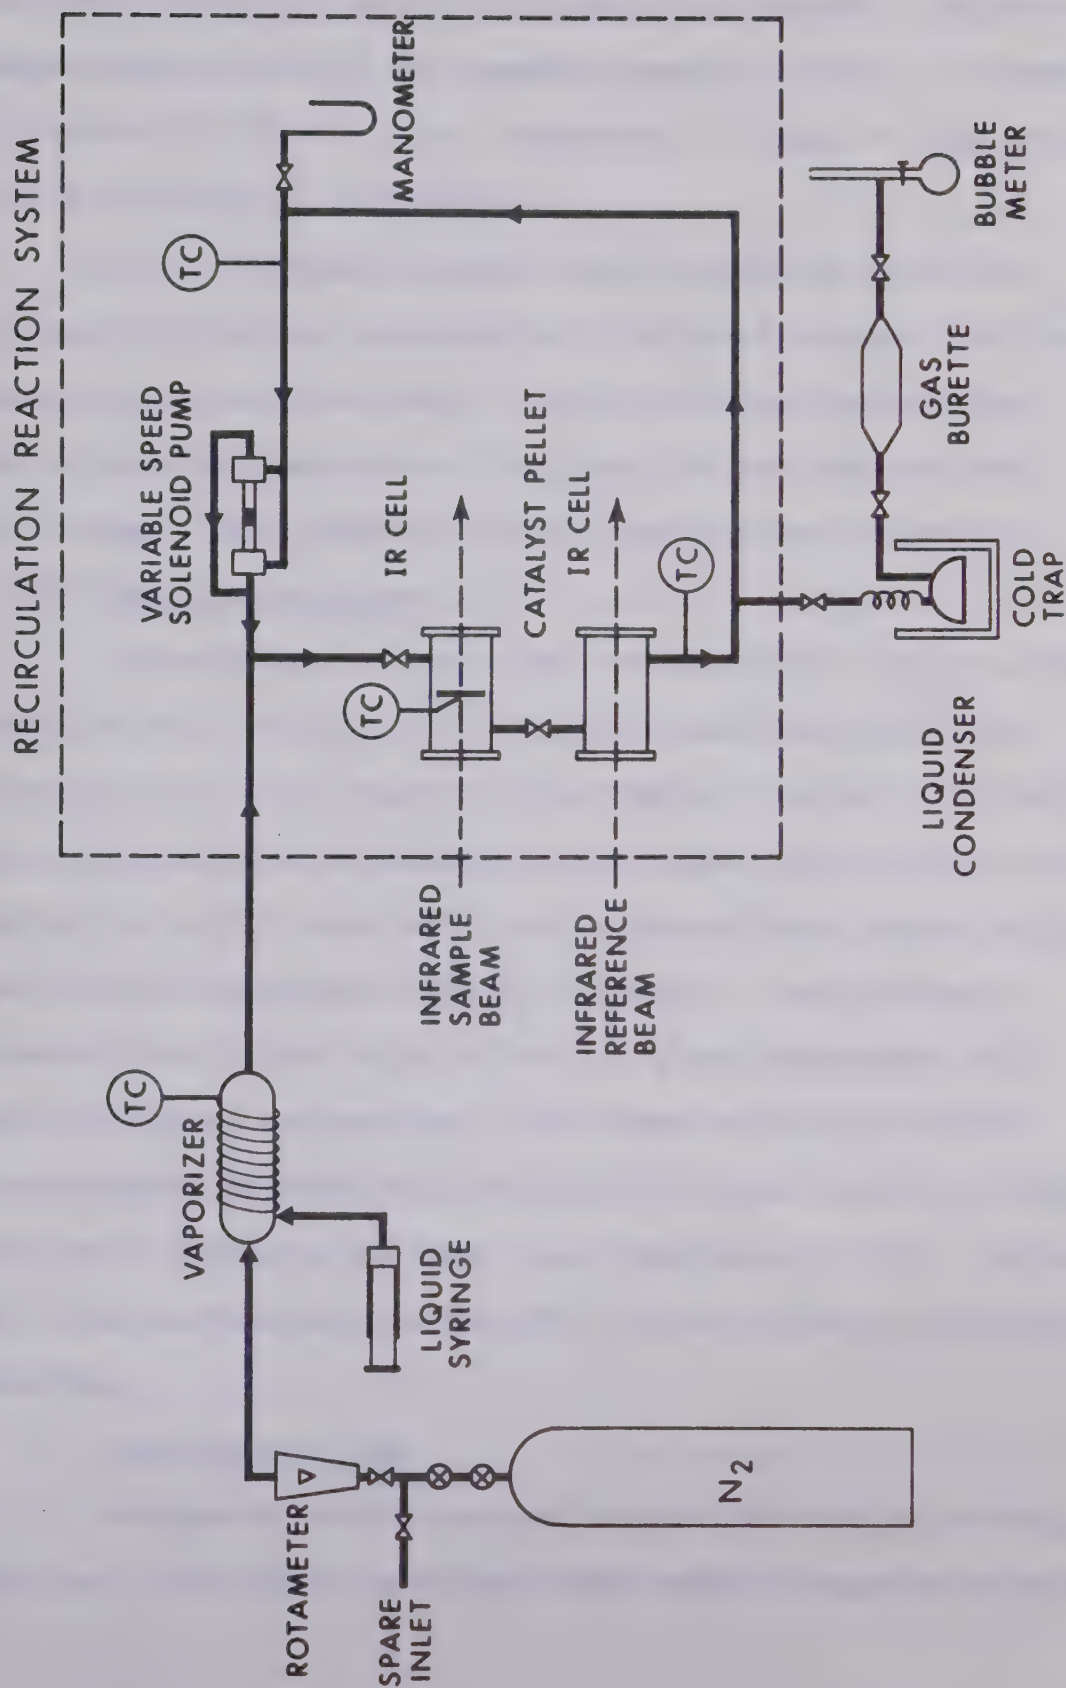 RECIRCULATION REACTION SYSTEM
MANOMETER
TC
VARIABLE SPEED
SOLENOID PUMP
IR CELL
CATALYST PELLET
IR CELL
TC
TC
BUBBLE
METER
GAS
BURETTE
COLD
TRAP
LIQUID
CONDENSER
INFRARED
SAMPLE
BEAM
INFRARED
REFERENCE
BEAM
TC
VAPORIZER
LIQUID
SYRINGE
ROTAMETER
SPARE
INLET
N2